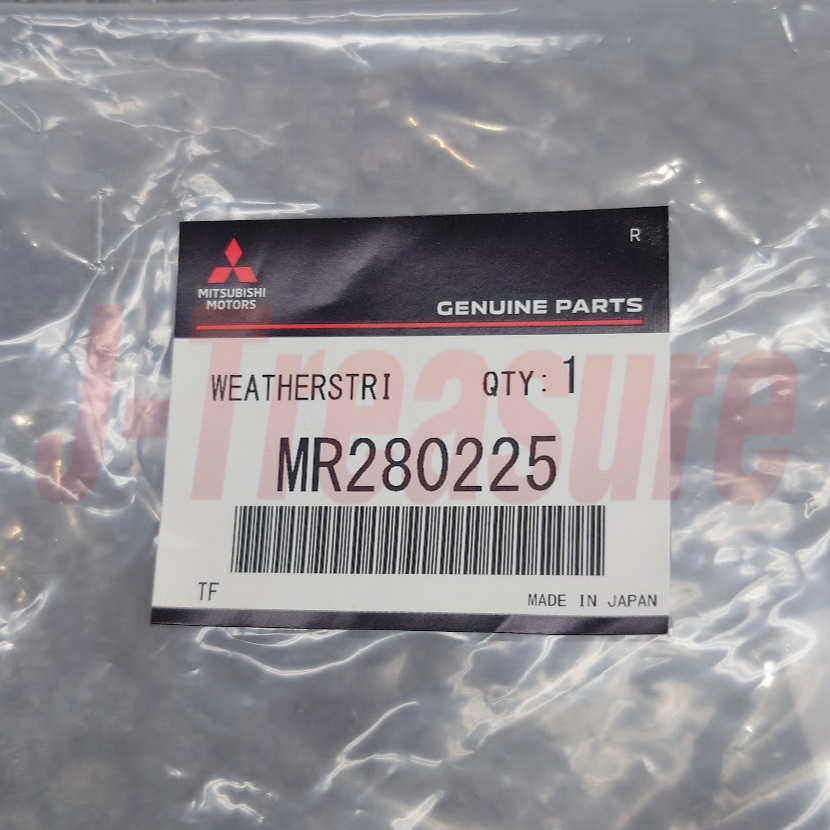 R
MITSUBISHI
MOTORS
GENUINE PARTS
WEATHERSTRI QTY: 1
MR280225
TF MADE IN JAPAN
J-Treasure